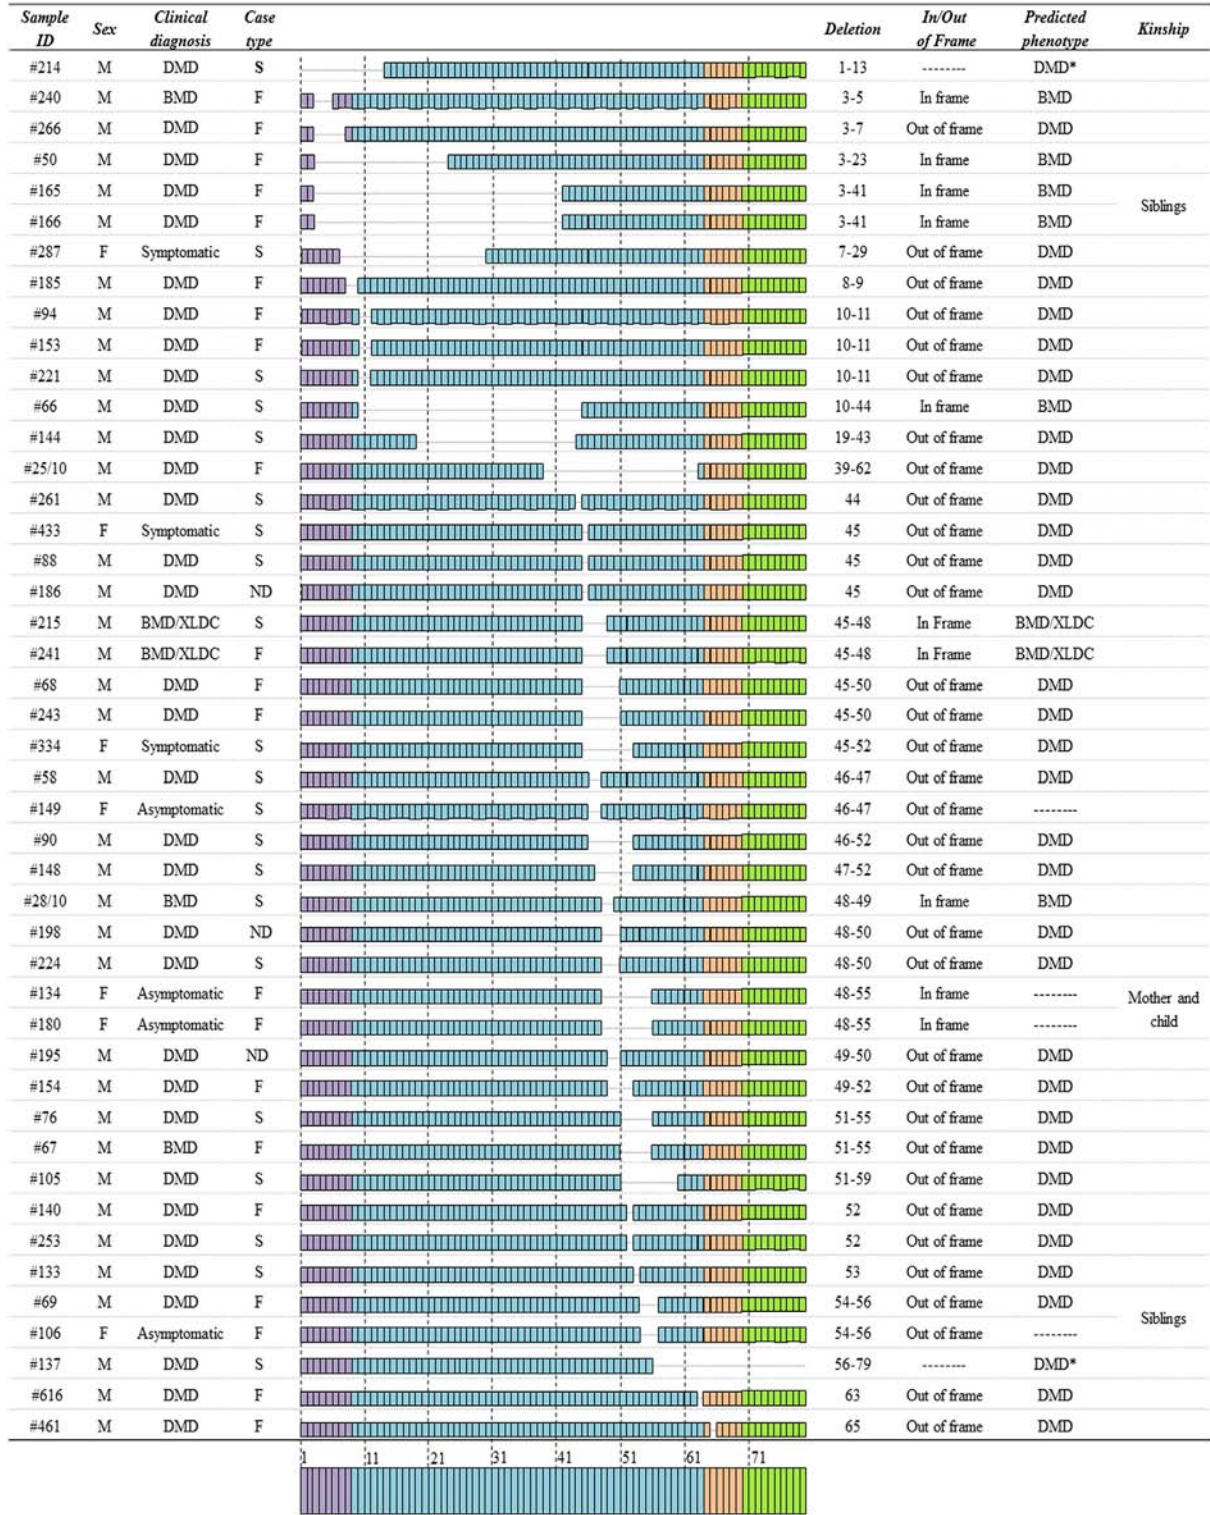 Sample ID Sex Clinical diagnosis Case type Deletion In/Out of Frame Predicted phenotype Kinship
#214 M DMD S 1-13 -------- DMD*
#240 M BMD F 3-5 In frame BMD
#266 M DMD F 3-7 Out of frame DMD
#50 M DMD F 3-23 In frame BMD
#165 M DMD F 3-41 In frame BMD
Siblings
#166 M DMD F 3-41 In frame BMD
#287 F Symptomatic S 7-29 Out of frame DMD
#185 M DMD F 8-9 Out of frame DMD
#94 M DMD F 10-11 Out of frame DMD
#153 M DMD F 10-11 Out of frame DMD
#221 M DMD S 10-11 Out of frame DMD
#66 M DMD S 10-44 In frame BMD
#144 M DMD S 19-43 Out of frame DMD
#25/10 M DMD F 39-62 Out of frame DMD
#261 M DMD S 44 Out of frame DMD
#433 F Symptomatic S 45 Out of frame DMD
#88 M DMD S 45 Out of frame DMD
#186 M DMD ND 45 Out of frame DMD
#215 M BMD/XLDC S 45-48 In Frame BMD/XLDC
#241 M BMD/XLDC F 45-48 In Frame BMD/XLDC
#68 M DMD F 45-50 Out of frame DMD
#243 M DMD F 45-50 Out of frame DMD
#334 F Symptomatic S 45-52 Out of frame DMD
#58 M DMD S 46-47 Out of frame DMD
#149 F Asymptomatic S 46-47 Out of frame --------
#90 M DMD S 46-52 Out of frame DMD
#148 M DMD S 47-52 Out of frame DMD
#28/10 M BMD S 48-49 In frame BMD
#198 M DMD ND 48-50 Out of frame DMD
#224 M DMD S 48-50 Out of frame DMD
#134 F Asymptomatic F 48-55 In frame -------- Mother and
#180 F Asymptomatic F 48-55 In frame -------- child
#195 M DMD ND 49-50 Out of frame DMD
#154 M DMD F 49-52 Out of frame DMD
#76 M DMD S 51-55 Out of frame DMD
#67 M BMD F 51-55 Out of frame DMD
#105 M DMD S 51-59 Out of frame DMD
#140 M DMD F 52 Out of frame DMD
#253 M DMD S 52 Out of frame DMD
#133 M DMD S 53 Out of frame DMD
#69 M DMD F 54-56 Out of frame DMD
Siblings
#106 F Asymptomatic F 54-56 Out of frame --------
#137 M DMD S 56-79 -------- DMD*
#616 M DMD F 63 Out of frame DMD
#461 M DMD F 65 Out of frame DMD
1 11 21 31 41 51 61 71